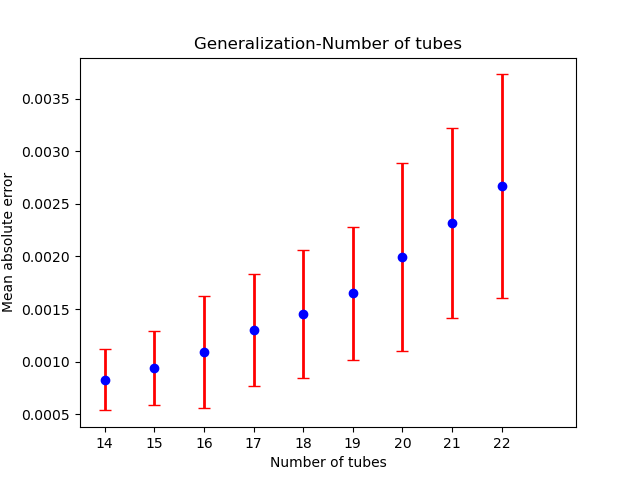 Generalization-Number of tubes
Mean absolute error
0.0035
0.0030
0.0025
0.0020
0.0015
0.0010
0.0005
14 15 16 17 18 19 20 21 22
Number of tubes